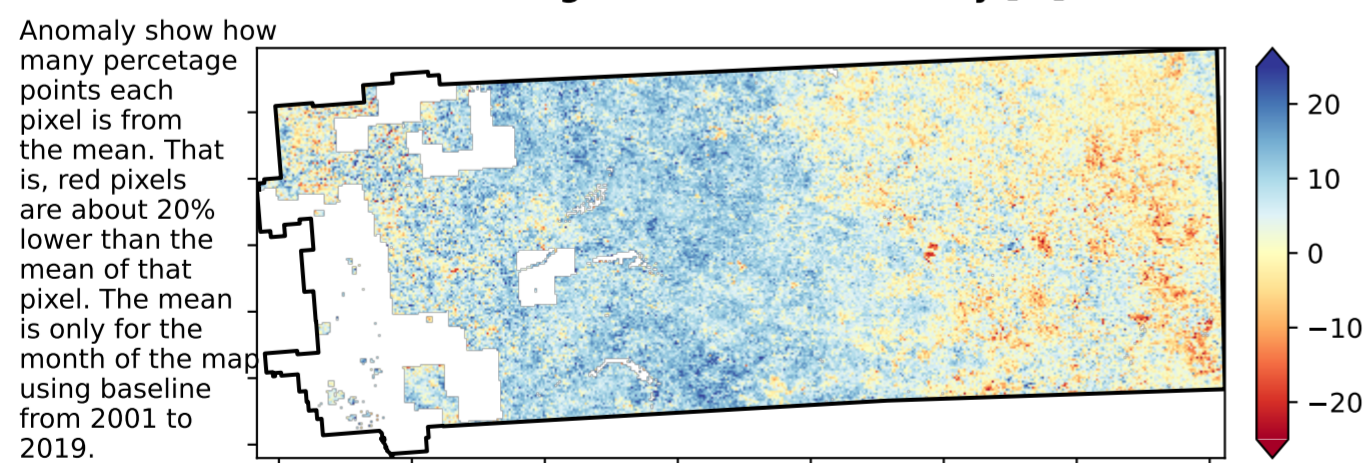 Anomaly show how
many percetage
points each
pixel is from
the mean. That
is, red pixels
are about 20%
lower than the
mean of that
pixel. The mean
is only for the
month of the map
using baseline
from 2001 to
2019.
20
10
0
−10
−20